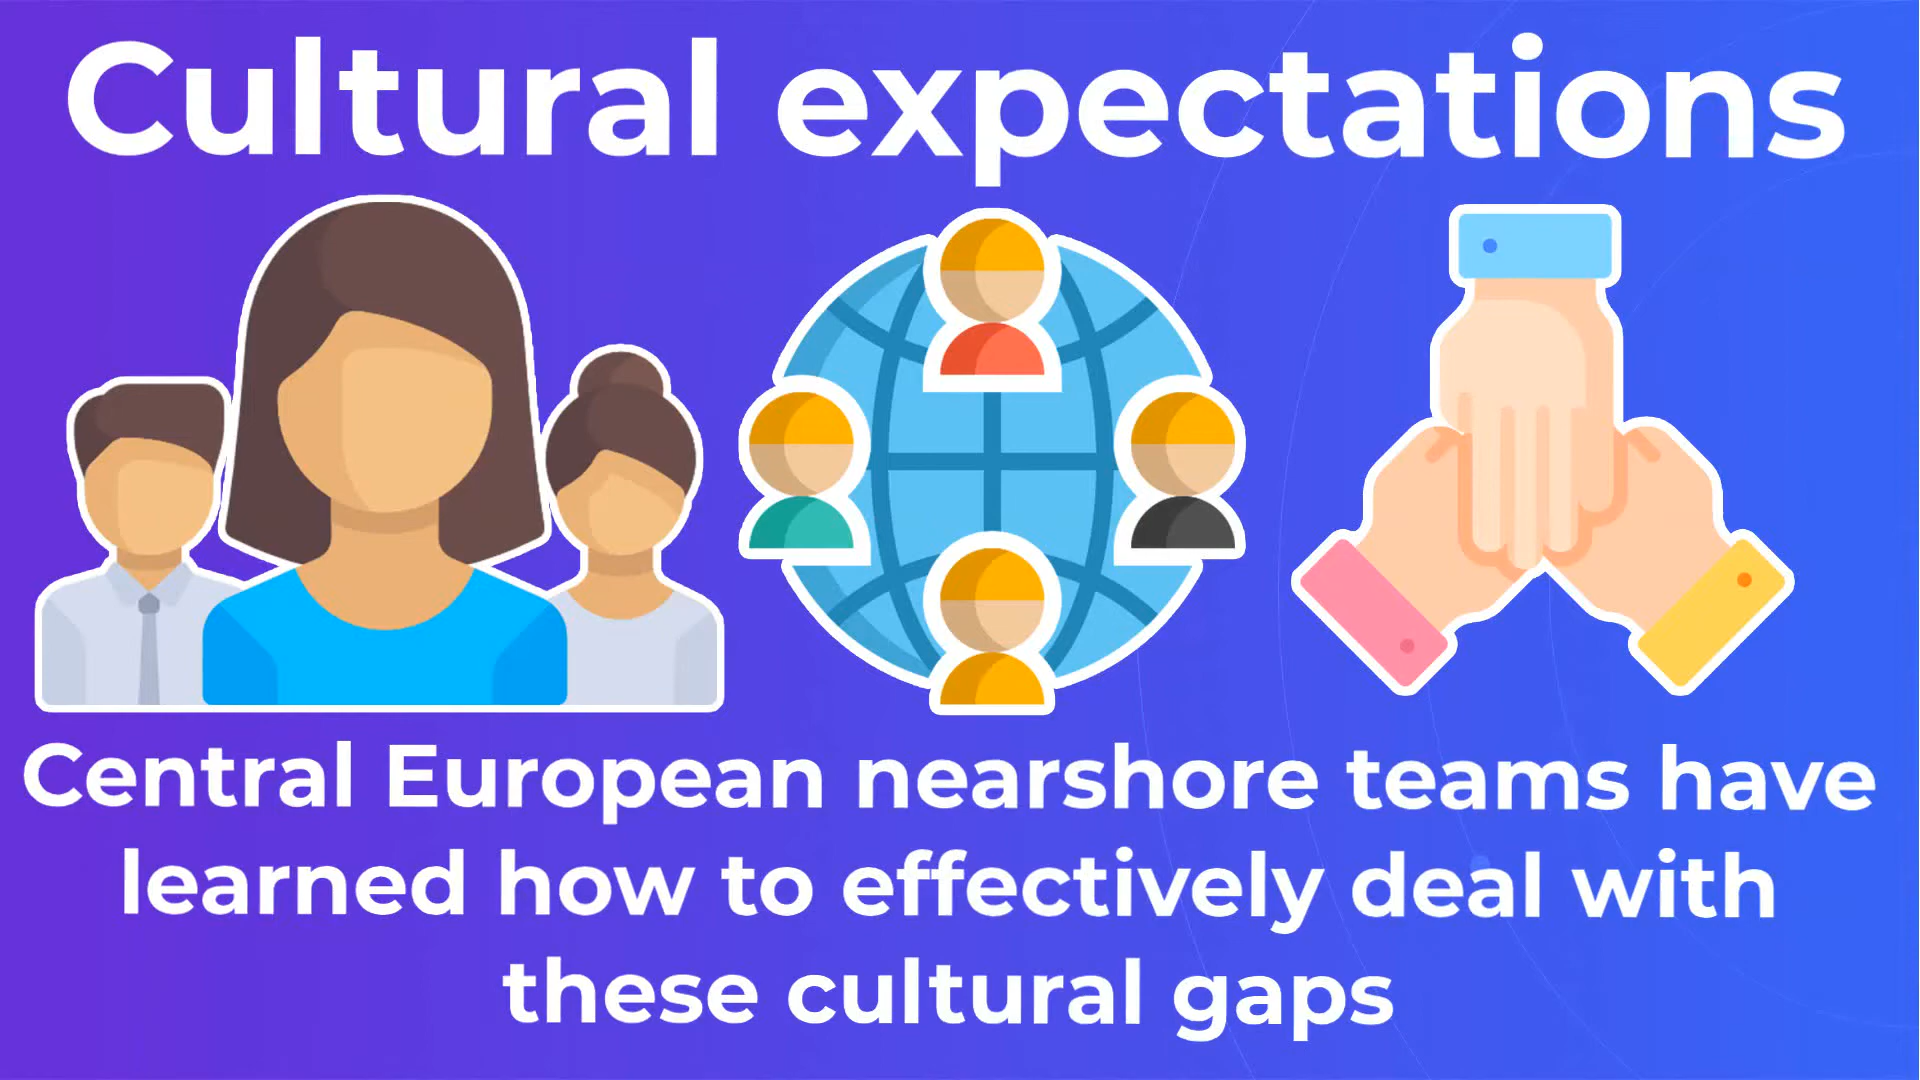 Cultural expectations
Central European nearshore teams have
learned how to effectively deal with
these cultural gaps